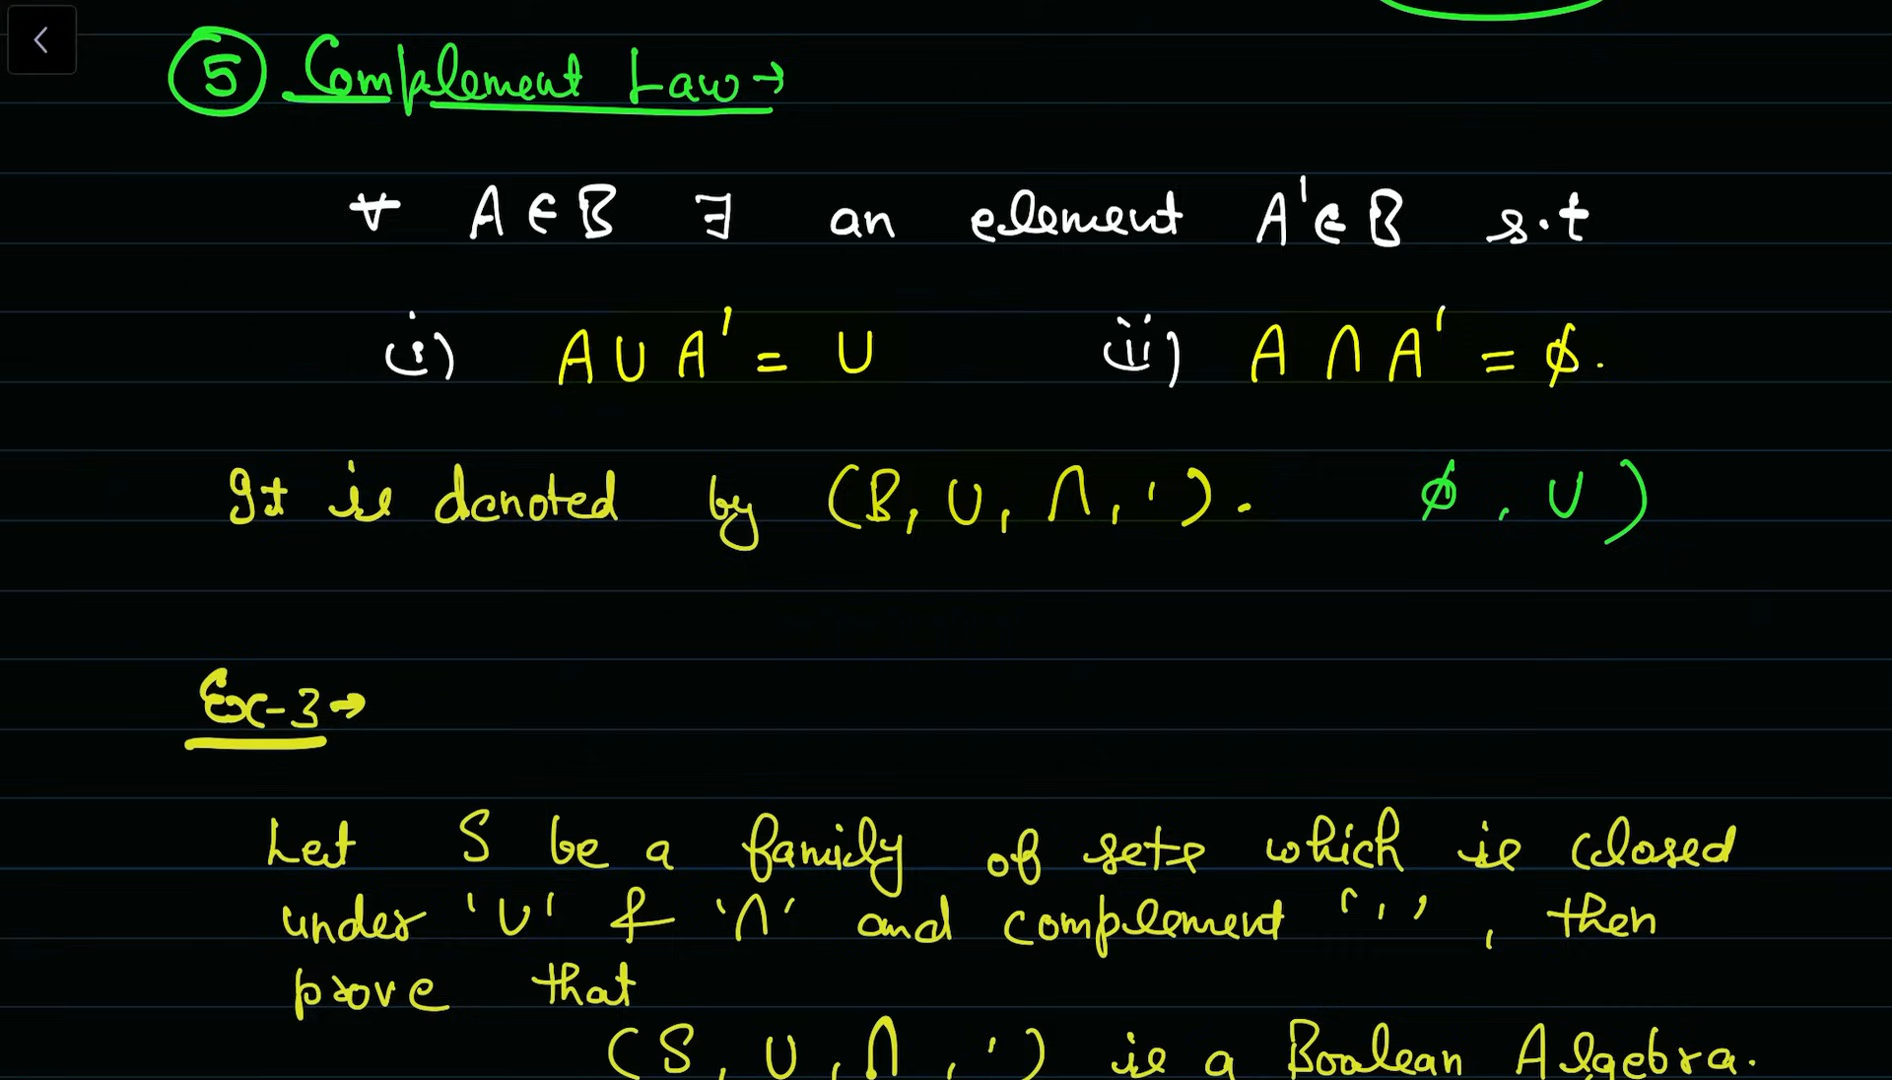 5 Complement Law →
∀ A ∈ B ∃ an element A' ∈ B s.t
(i) A ∪ A' = U (ii) A ∩ A' = ϕ.
It is denoted by (B, ∪, ∩, '). ϕ, U)
Ex-3 →
Let S be a family of sets which is closed
under '∪' & '∩' and complement ''', then
prove that
(S, ∪, ∩, ') is a Boolean Algebra.